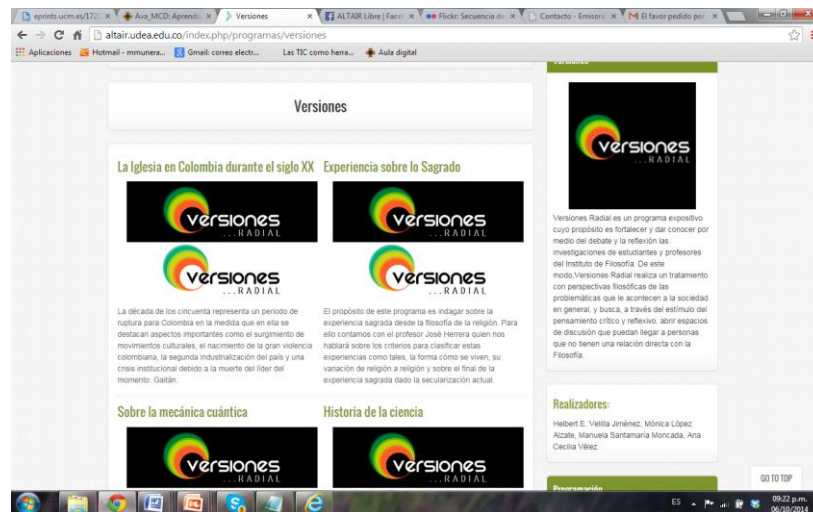 eprints.ucm.es/172
Ava_MCD: Aprendiz
Versiones
ALTAIR Libre | Face
Flickr: Secuencia de
Contacto - Emisora
El favor pedido por
altair.udea.edu.co/index.php/programas/versiones
Aplicaciones
Hotmail - mmunera...
Gmail: correo electr...
Las TIC como herra...
Aula digital
Versiones
La Iglesia en Colombia durante el siglo XX
versiones
...RADIAL
versiones
...RADIAL
La década de los cincuenta representa un periodo de
ruptura para Colombia en la medida que en ella se
destacan aspectos importantes como el surgimiento de
movimientos culturales, el nacimiento de la gran violencia
colombiana, la segunda industrialización del país y una
crisis institucional debido a la muerte del líder del
momento: Gaitán.
Experiencia sobre lo Sagrado
versiones
...RADIAL
versiones
...RADIAL
El propósito de este programa es indagar sobre la
experiencia sagrada desde la filosofía de la religión. Para
ello contamos con el profesor José Herrera quien nos
hablará sobre los criterios para clasificar estas
experiencias como tales, la forma cómo se viven, su
variación de religión a religión y sobre el final de la
experiencia sagrada dado la secularización actual.
Sobre la mecánica cuántica
versiones
...RADIAL
Historia de la ciencia
versiones
...RADIAL
Versiones
versiones
...RADIAL
Versiones Radial es un programa expositivo
cuyo propósito es fortalecer y dar conocer por
medio del debate y la reflexión las
investigaciones de estudiantes y profesores
del Instituto de Filosofía. De este
modo,Versiones Radial realiza un tratamiento
con perspectivas filosóficas de las
problemáticas que le acontecen a la sociedad
en general, y busca, a través del estímulo del
pensamiento crítico y reflexivo, abrir espacios
de discusión que puedan llegar a personas
que no tienen una relación directa con la
Filosofía.
Realizadores:
Helbert E. Velilla Jiménez, Mónica López
Alzate, Manuela Santamaría Moncada, Ana
Cecilia Vélez
Programación
GO TO TOP
ES
09:22 p.m.
06/10/2014